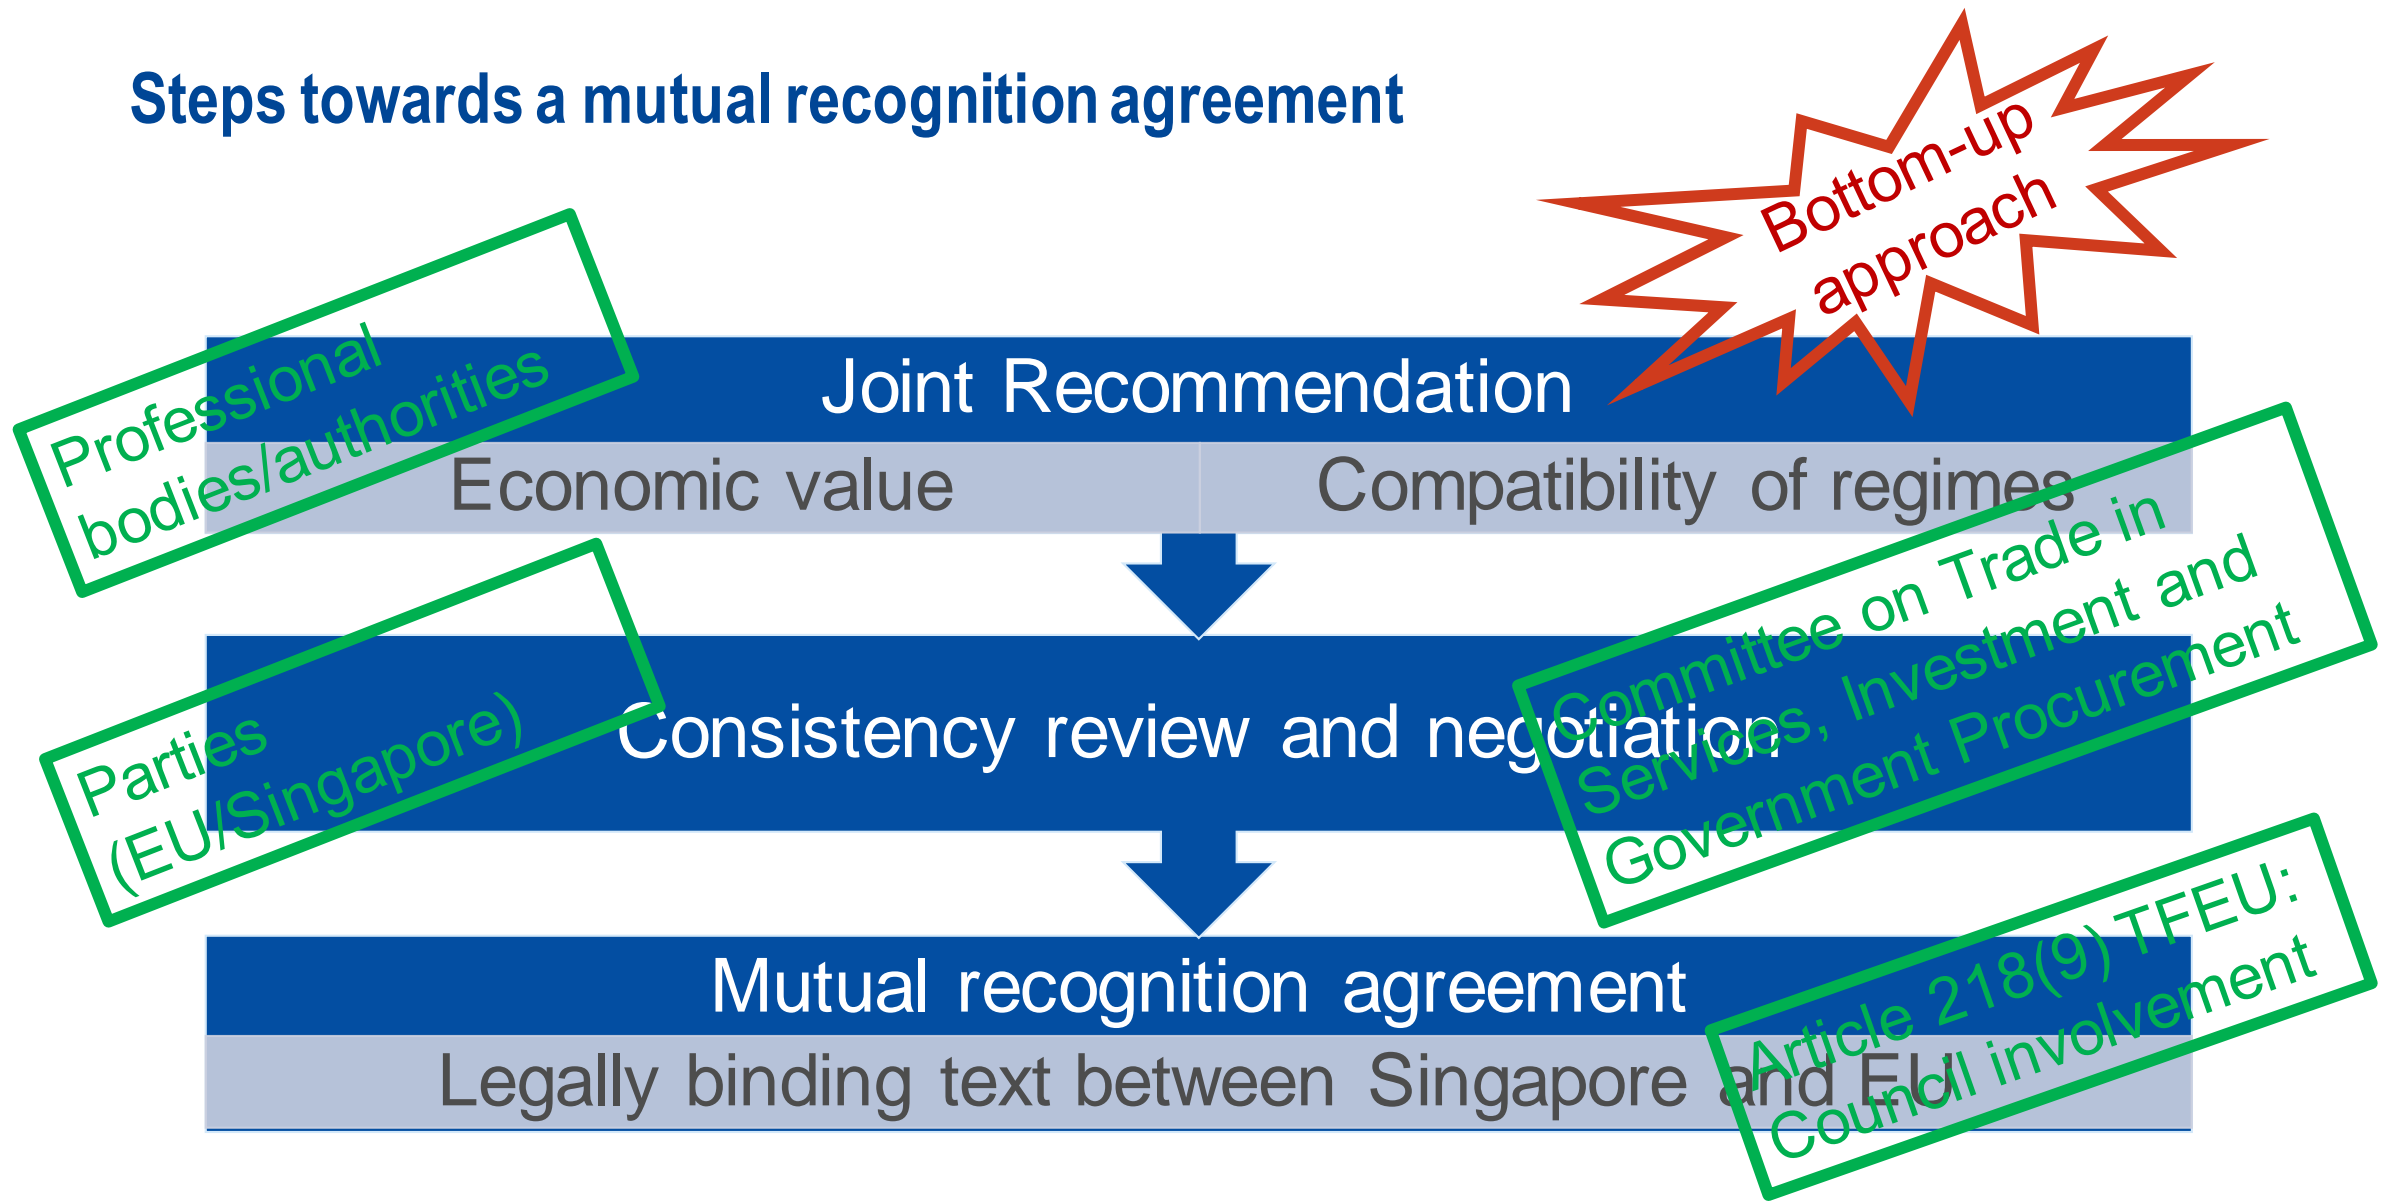 Steps towards a mutual recognition agreement
Bottom-up
approach
Professional
bodies/authorities
Joint Recommendation
Economic value
Compatibility of regimes
Parties
(EU/Singapore)
Consistency review and negotiation
Committee on Trade in
Services, Investment and
Government Procurement
Mutual recognition agreement
Legally binding text between Singapore and EU
Article 218(9) TFEU:
Council involvement